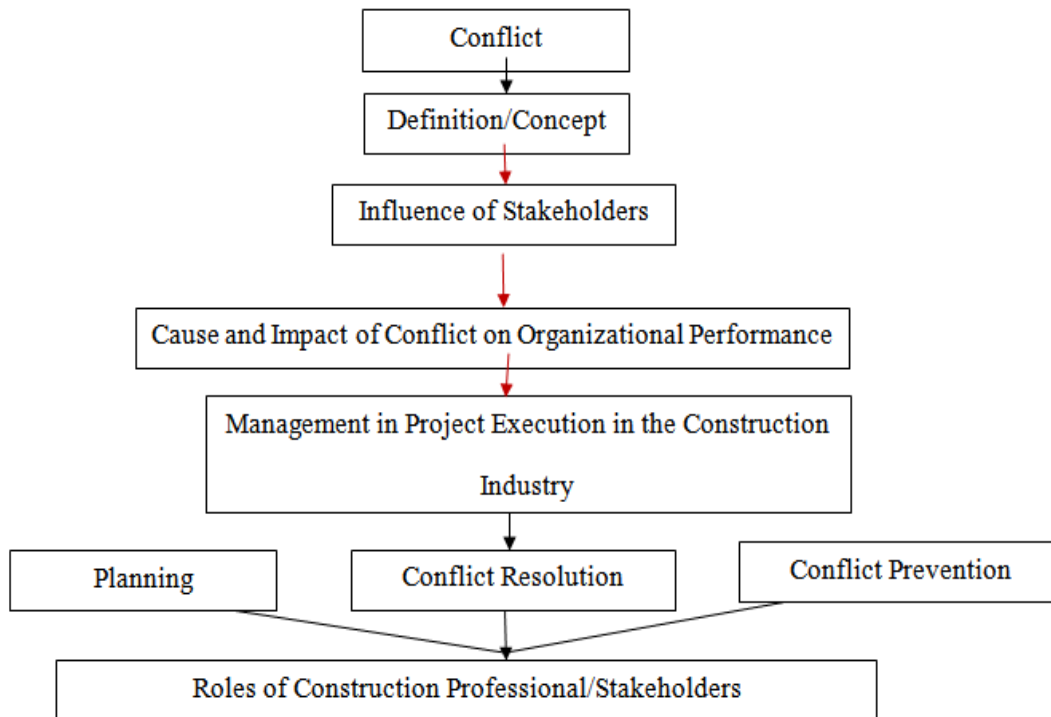 Conflict
Definition/Concept
Influence of Stakeholders
Cause and Impact of Conflict on Organizational Performance
Management in Project Execution in the Construction
Industry
Planning
Conflict Resolution
Conflict Prevention
Roles of Construction Professional/Stakeholders